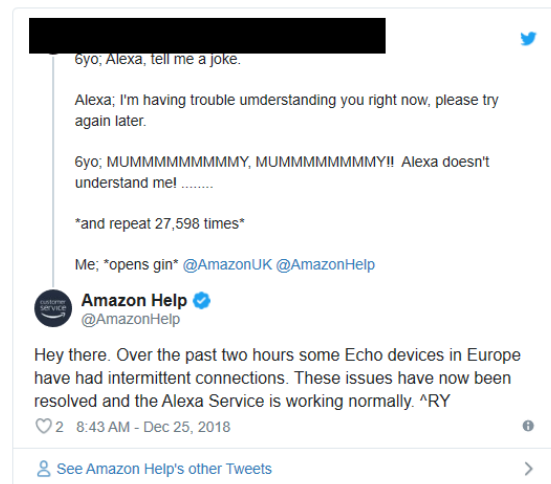 6yo; Alexa, tell me a joke.
Alexa; I'm having trouble umderstanding you right now, please try
again later.
6yo; MUMMMMMMMMMY, MUMMMMMMMMY!! Alexa doesn't
understand me! ........
*and repeat 27,598 times*
Me; *opens gin* @AmazonUK @AmazonHelp
customer
service
Amazon Help
@AmazonHelp
Hey there. Over the past two hours some Echo devices in Europe
have had intermittent connections. These issues have now been
resolved and the Alexa Service is working normally. ^RY
2 8:43 AM - Dec 25, 2018
See Amazon Help's other Tweets